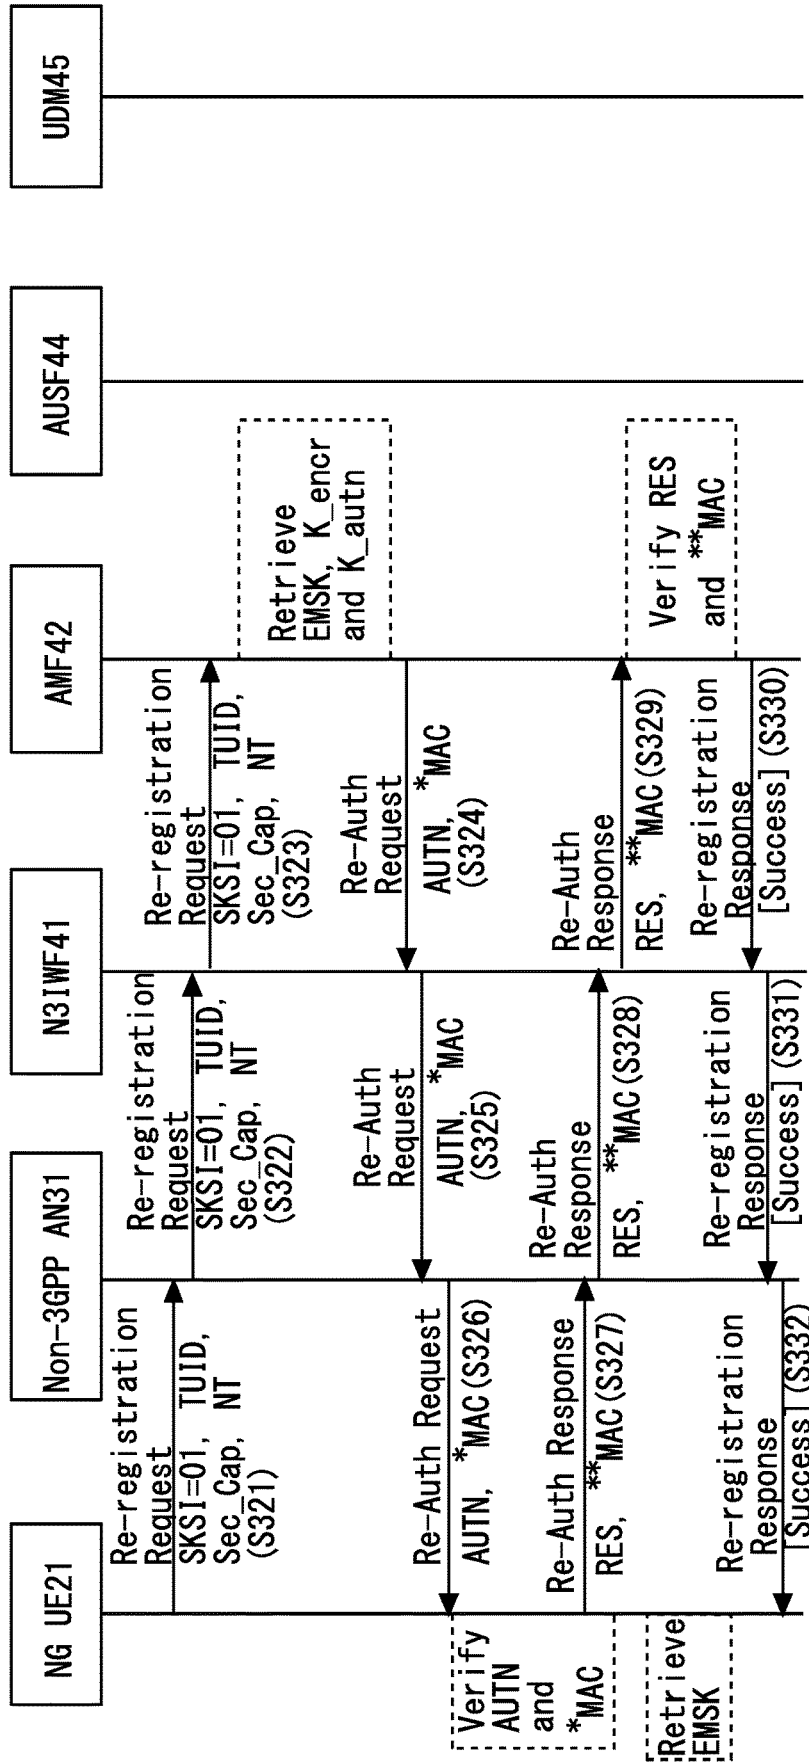 NG UE21
Non-3GPP AN31
N3IWF41
AMF42
AUSF44
UDM45
Re-registration
Request
SKSI=01, TUID,
Sec_Cap, NT
(S321)
Re-registration
Request
SKSI=01, TUID,
Sec_Cap, NT
(S322)
Re-registration
Request
SKSI=01, TUID,
Sec_Cap, NT
(S323)
Retrieve
EMSK, K_encr
and K_autn
Re-Auth
Request
AUTN, *MAC
(S324)
Re-Auth
Request
AUTN, *MAC
(S325)
Re-Auth Request
AUTN, *MAC(S326)
Verify
AUTN
and
*MAC
Re-Auth Response
RES, **MAC(S327)
Re-Auth
Response
RES, **MAC(S328)
Re-Auth
Response
RES, **MAC(S329)
Verify RES
and **MAC
Retrieve
EMSK
Re-registration
Response
[Success](S330)
Re-registration
Response
[Success](S331)
Re-registration
Response
[Success](S332)